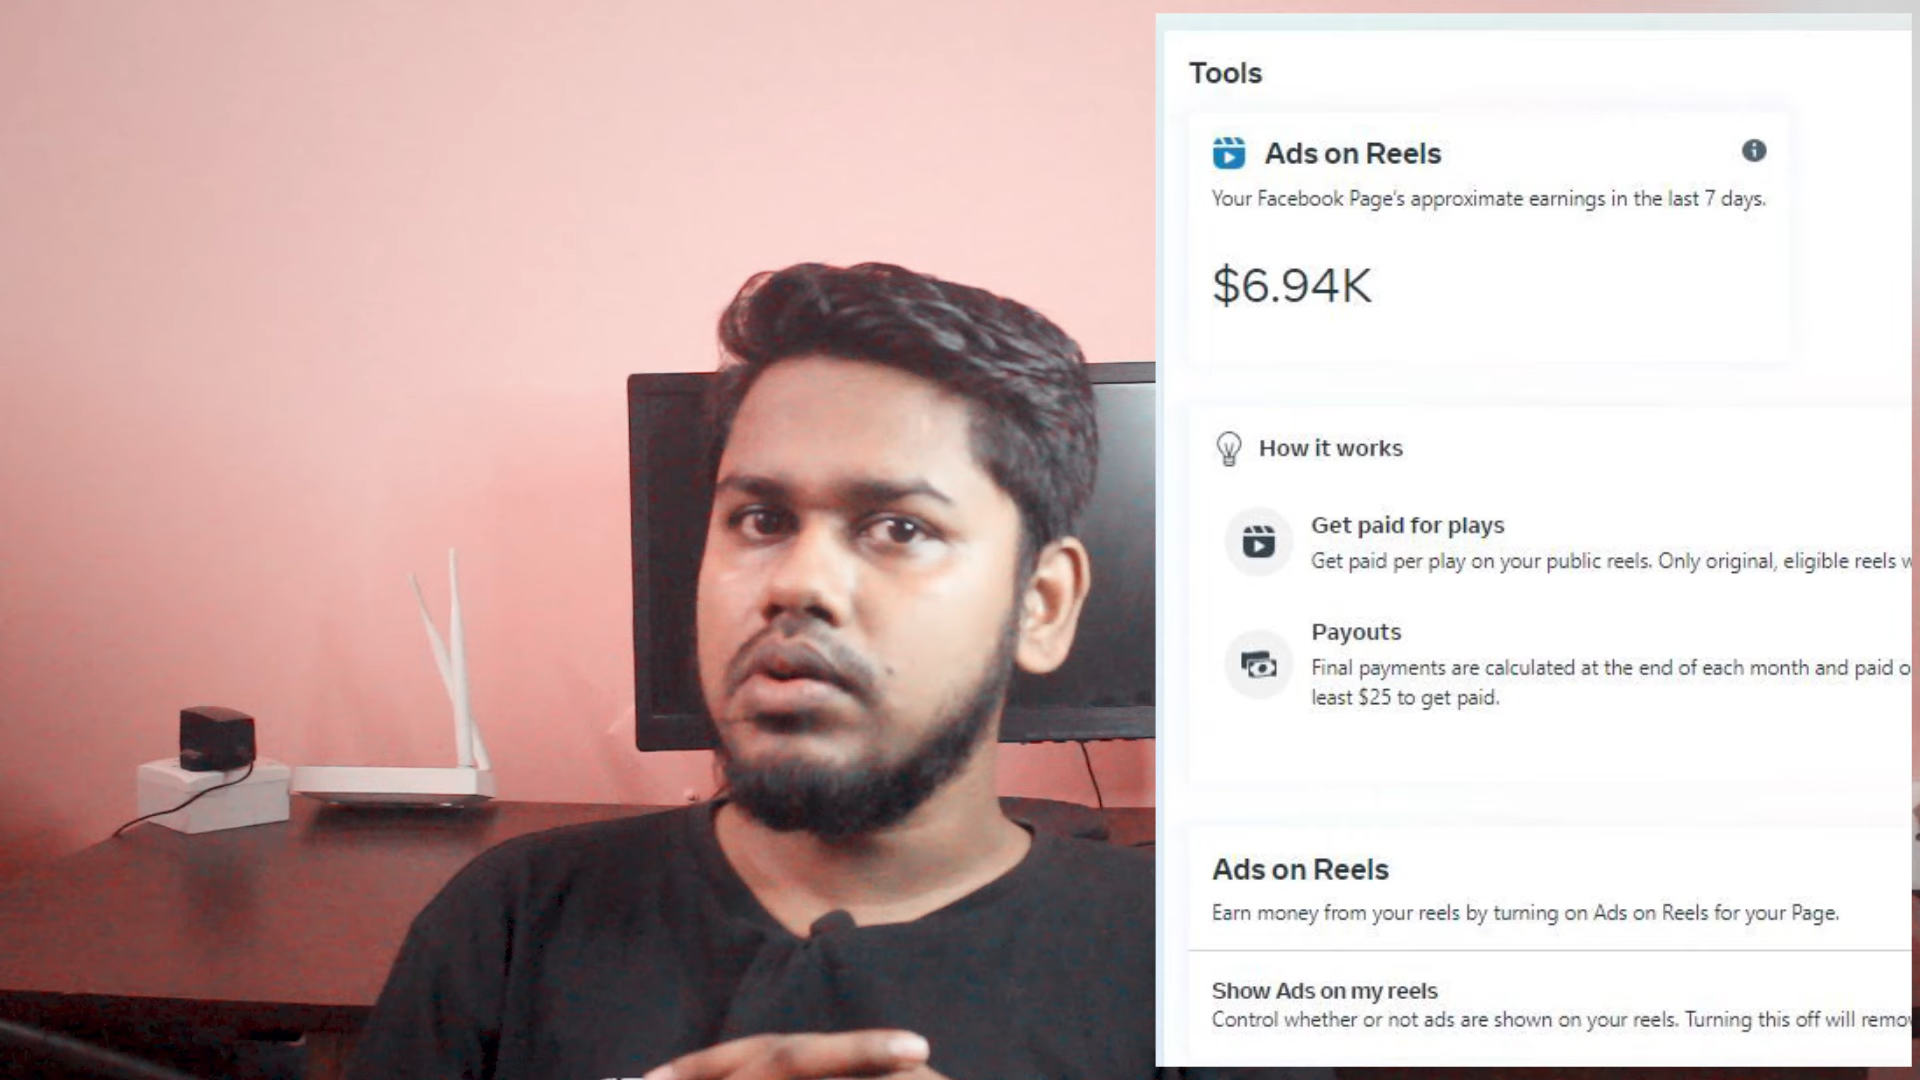 Tools
Ads on Reels
Your Facebook Page's approximate earnings in the last 7 days.
$6.94K
How it works
Get paid for plays
Get paid per play on your public reels. Only original, eligible reels
Payouts
Final payments are calculated at the end of each month and paid
least $25 to get paid.
Ads on Reels
Earn money from your reels by turning on Ads on Reels for your Page.
Show Ads on my reels
Control whether or not ads are shown on your reels. Turning this off will